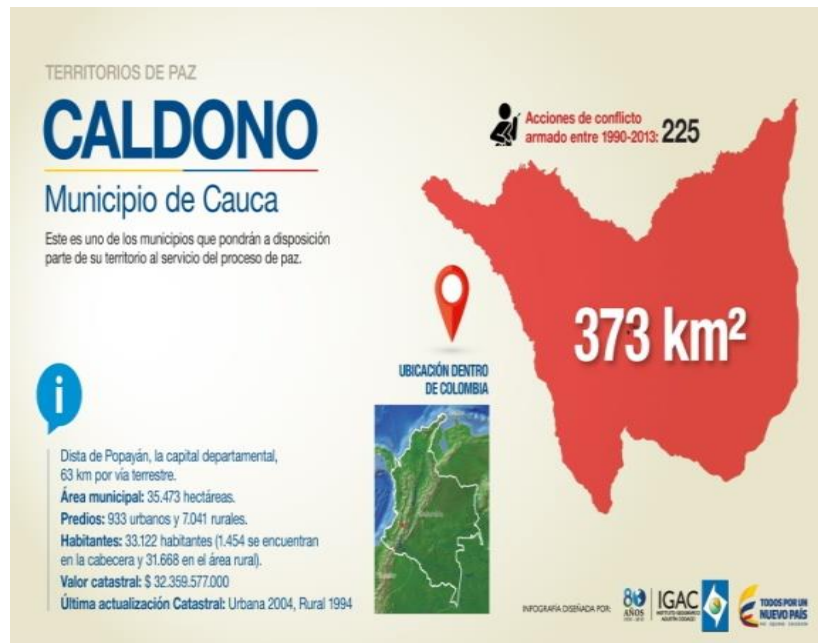 TERRITORIOS DE PAZ
CALDONO
Municipio de Cauca
Este es uno de los municipios que pondrán a disposición
parte de su territorio al servicio del proceso de paz.
Acciones de conflicto
armado entre 1990-2013: 225
373 km²
UBICACIÓN DENTRO
DE COLOMBIA
i
Dista de Popayán, la capital departamental,
63 km por vía terrestre.
Área municipal: 35.473 hectáreas.
Predios: 933 urbanos y 7.041 rurales.
Habitantes: 33.122 habitantes (1.454 se encuentran
en la cabecera y 31.668 en el área rural).
Valor catastral: $ 32.359.577.000
Última actualización Catastral: Urbana 2004, Rural 1994
INFOGRAFÍA DISEÑADA POR:
80
AÑOS
IGAC
INSTITUTO GEOGRÁFICO
AGUSTÍN CODAZZI
TODOS POR UN
NUEVO PAÍS